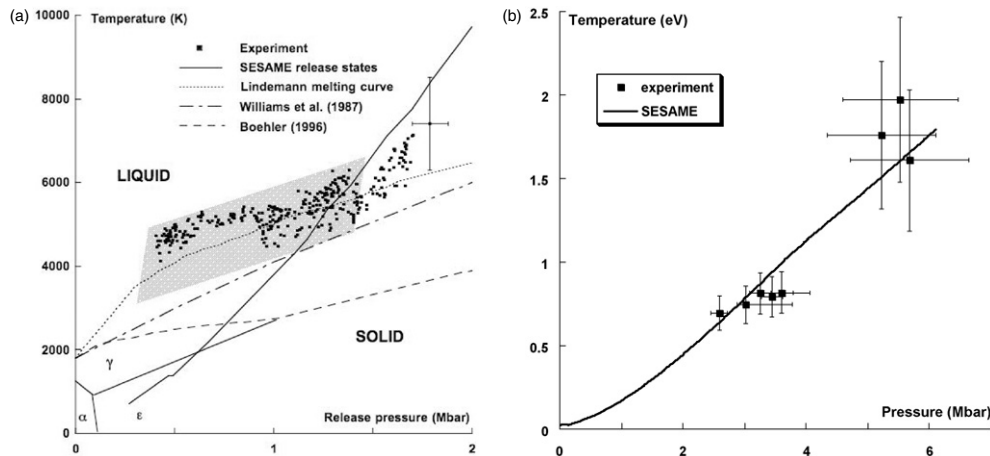 (a)
Temperature (K)
10000
8000
6000
4000
2000
0
Experiment
SESAME release states
Lindemann melting curve
Williams et al. (1987)
Boehler (1996)
LIQUID
SOLID
γ
α
ε
Release pressure (Mbar)
0
1
2
(b)
Temperature (eV)
2.5
2
1.5
1
0.5
0
experiment
SESAME
Pressure (Mbar)
0
2
4
6